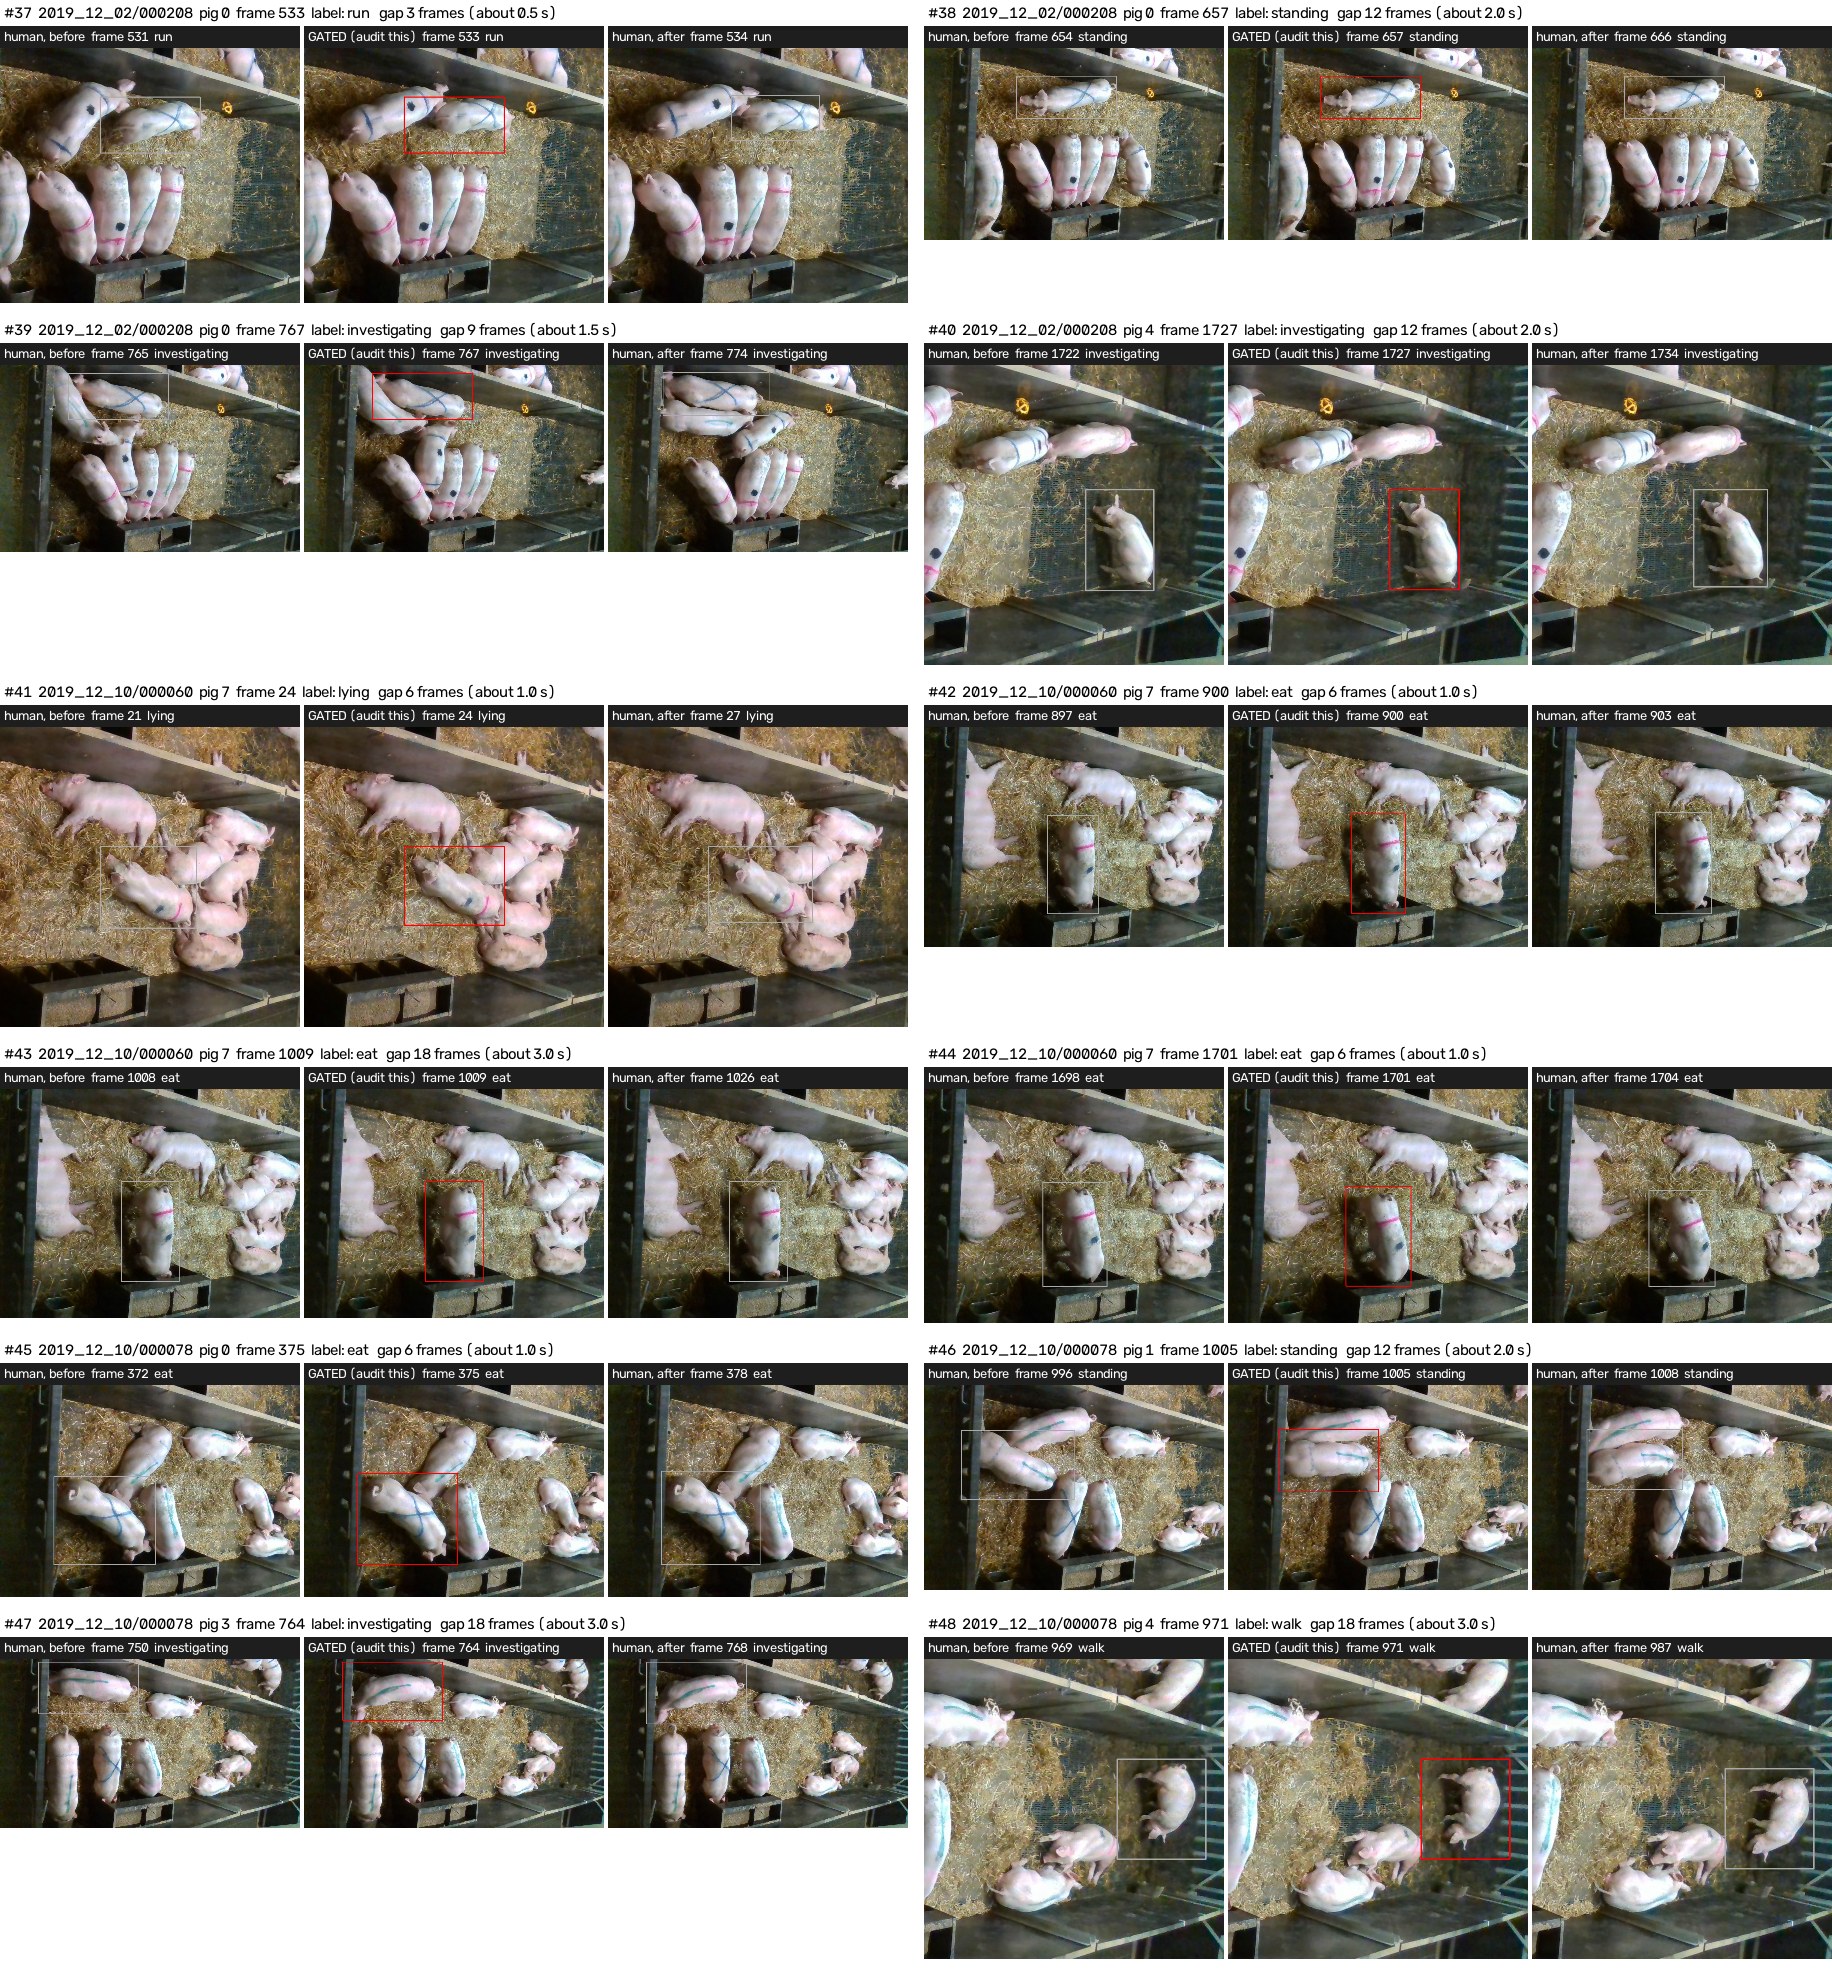 #37 2019_12_02/000208 pig 0 frame 533 label: run gap 3 frames (about 0.5 s)
human, before frame 531 run
GATED (audit this) frame 533 run
human, after frame 534 run
#38 2019_12_02/000208 pig 0 frame 657 label: standing gap 12 frames (about 2.0 s)
human, before frame 654 standing
GATED (audit this) frame 657 standing
human, after frame 666 standing
#39 2019_12_02/000208 pig 0 frame 767 label: investigating gap 9 frames (about 1.5 s)
human, before frame 765 investigating
GATED (audit this) frame 767 investigating
human, after frame 774 investigating
#40 2019_12_02/000208 pig 4 frame 1727 label: investigating gap 12 frames (about 2.0 s)
human, before frame 1722 investigating
GATED (audit this) frame 1727 investigating
human, after frame 1734 investigating
#41 2019_12_10/000060 pig 7 frame 24 label: lying gap 6 frames (about 1.0 s)
human, before frame 21 lying
GATED (audit this) frame 24 lying
human, after frame 27 lying
#42 2019_12_10/000060 pig 7 frame 900 label: eat gap 6 frames (about 1.0 s)
human, before frame 897 eat
GATED (audit this) frame 900 eat
human, after frame 903 eat
#43 2019_12_10/000060 pig 7 frame 1009 label: eat gap 18 frames (about 3.0 s)
human, before frame 1008 eat
GATED (audit this) frame 1009 eat
human, after frame 1026 eat
#44 2019_12_10/000060 pig 7 frame 1701 label: eat gap 6 frames (about 1.0 s)
human, before frame 1698 eat
GATED (audit this) frame 1701 eat
human, after frame 1704 eat
#45 2019_12_10/000078 pig 0 frame 375 label: eat gap 6 frames (about 1.0 s)
human, before frame 372 eat
GATED (audit this) frame 375 eat
human, after frame 378 eat
#46 2019_12_10/000078 pig 1 frame 1005 label: standing gap 12 frames (about 2.0 s)
human, before frame 996 standing
GATED (audit this) frame 1005 standing
human, after frame 1008 standing
#47 2019_12_10/000078 pig 3 frame 764 label: investigating gap 18 frames (about 3.0 s)
human, before frame 750 investigating
GATED (audit this) frame 764 investigating
human, after frame 768 investigating
#48 2019_12_10/000078 pig 4 frame 971 label: walk gap 18 frames (about 3.0 s)
human, before frame 969 walk
GATED (audit this) frame 971 walk
human, after frame 987 walk